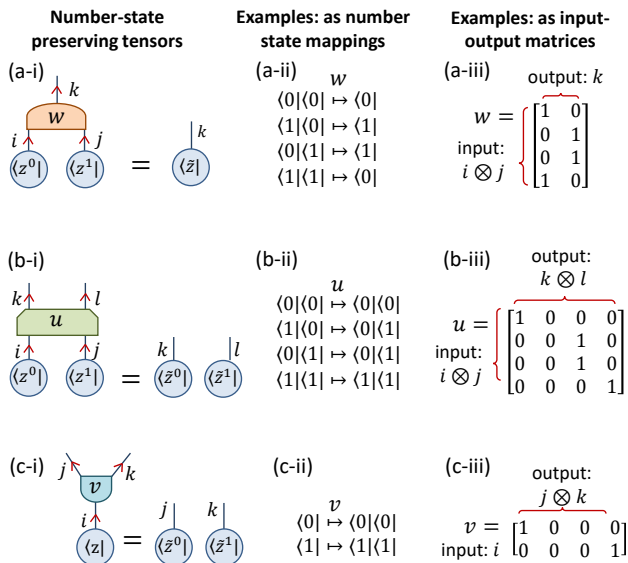 Number-state preserving tensors
Examples: as number state mappings
Examples: as input-output matrices
(a-i)
k
w
i
j
⟨z⁰|
⟨z¹|
=
k
⟨z̃|
(a-ii)
w
⟨0|⟨0| ↦ ⟨0|
⟨1|⟨0| ↦ ⟨1|
⟨0|⟨1| ↦ ⟨1|
⟨1|⟨1| ↦ ⟨0|
(a-iii)
output: k
w =
input:
i ⊗ j
1 0
0 1
0 1
1 0
(b-i)
k
l
u
i
j
⟨z⁰|
⟨z¹|
=
k
l
⟨z̃⁰|
⟨z̃¹|
(b-ii)
u
⟨0|⟨0| ↦ ⟨0|⟨0|
⟨1|⟨0| ↦ ⟨0|⟨1|
⟨0|⟨1| ↦ ⟨0|⟨1|
⟨1|⟨1| ↦ ⟨1|⟨1|
(b-iii)
output:
k ⊗ l
u =
input:
i ⊗ j
1 0 0 0
0 0 1 0
0 0 1 0
0 0 0 1
(c-i)
j
k
v
i
⟨z|
=
j
k
⟨z̃⁰|
⟨z̃¹|
(c-ii)
v
⟨0| ↦ ⟨0|⟨0|
⟨1| ↦ ⟨1|⟨1|
(c-iii)
output:
j ⊗ k
v =
input: i
1 0 0 0
0 0 0 1